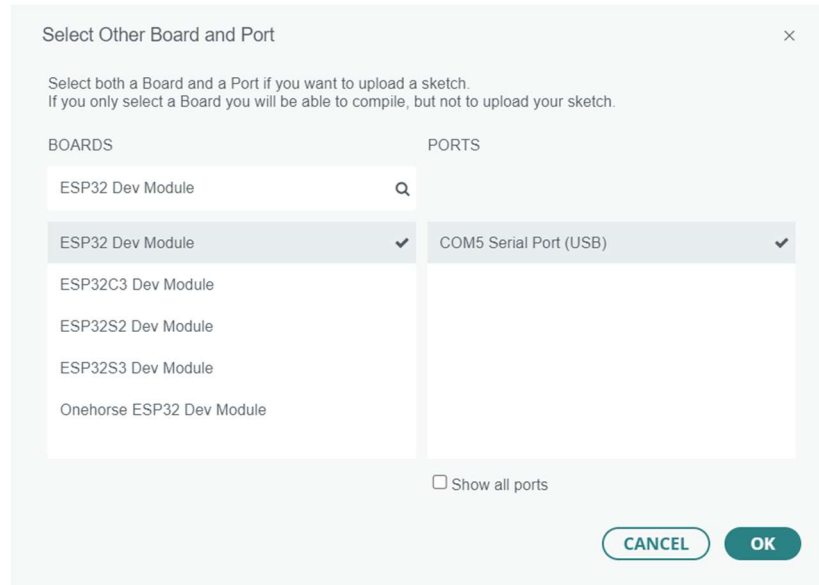 Select Other Board and Port
Select both a Board and a Port if you want to upload a sketch.
If you only select a Board you will be able to compile, but not to upload your sketch.
BOARDS
PORTS
ESP32 Dev Module
ESP32 Dev Module
COM5 Serial Port (USB)
ESP32C3 Dev Module
ESP32S2 Dev Module
ESP32S3 Dev Module
Onehorse ESP32 Dev Module
Show all ports
CANCEL
OK